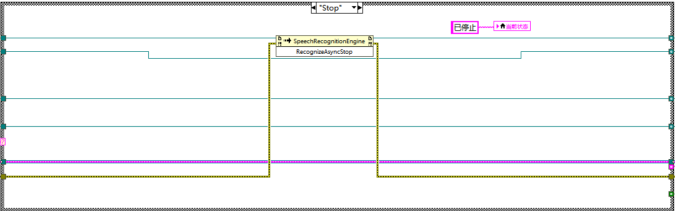 "Stop"
已停止
当前状态
SpeechRecognitionEngine
RecognizeAsyncStop